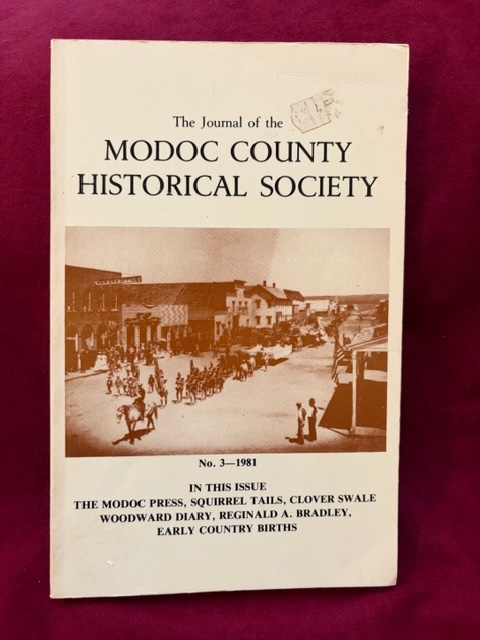 The Journal of the
MODOC COUNTY
HISTORICAL SOCIETY
No. 3—1981
IN THIS ISSUE
THE MODOC PRESS, SQUIRREL TAILS, CLOVER SWALE
WOODWARD DIARY, REGINALD A. BRADLEY,
EARLY COUNTRY BIRTHS